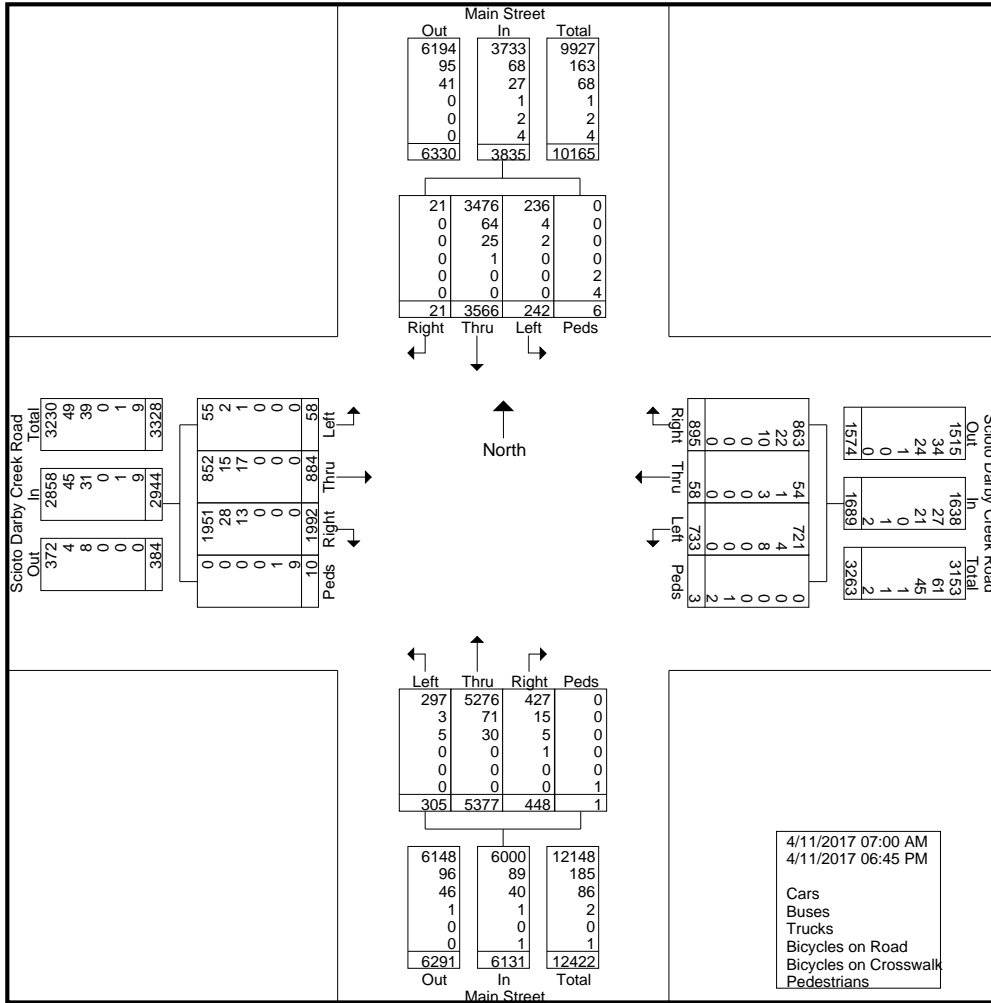 Main Street
Out In Total
6194 3733 9927
95 68 163
41 27 68
0 1 1
0 2 2
0 4 4
6330 3835 10165
21 3476 236 0
0 64 4 0
0 25 2 0
0 1 0 0
0 0 0 2
0 0 0 4
21 3566 242 6
Right Thru Left Peds
Scioto Darby Creek Road
Total
3230 49 39 0 1 9 3328
In
2858 45 31 0 1 9 2944
Out
372 4 8 0 0 0 384
Left
55 2 1 0 0 0 58
Thru
852 15 17 0 0 0 884
Right
1951 28 13 0 0 0 1992
Peds
0 0 0 0 1 9 10
North
Right
863 22 10 0 0 0 895
Thru
54 1 3 0 0 0 58
Left
721 4 8 0 0 0 733
Peds
0 0 0 0 1 2 3
Scioto Darby Creek Road
Out
1515 34 24 1 0 0 1574
In
1638 27 21 0 1 2 1689
Total
3153 61 45 1 1 2 3263
Left Thru Right Peds
297 5276 427 0
3 71 15 0
5 30 5 0
0 0 1 0
0 0 0 0
0 0 0 1
305 5377 448 1
6148 6000 12148
96 89 185
46 40 86
1 1 2
0 0 0
0 1 1
6291 6131 12422
Out In Total
Main Street
4/11/2017 07:00 AM
4/11/2017 06:45 PM
Cars
Buses
Trucks
Bicycles on Road
Bicycles on Crosswalk
Pedestrians